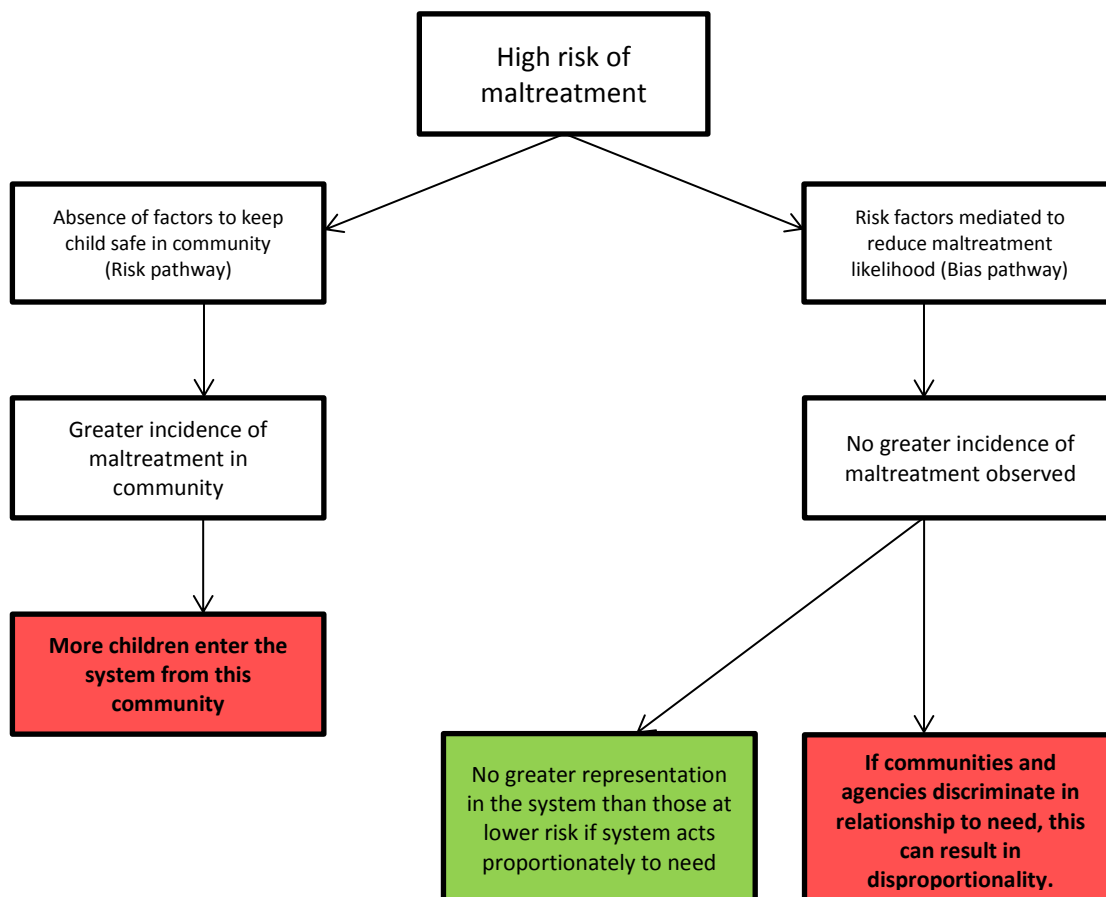 High risk of
maltreatment
Absence of factors to keep
child safe in community
(Risk pathway)
Risk factors mediated to
reduce maltreatment
likelihood (Bias pathway)
Greater incidence of
maltreatment in
community
No greater incidence of
maltreatment observed
More children enter the
system from this
community
No greater representation
in the system than those at
lower risk if system acts
proportionately to need
If communities and
agencies discriminate in
relationship to need, this
can result in
disproportionality.